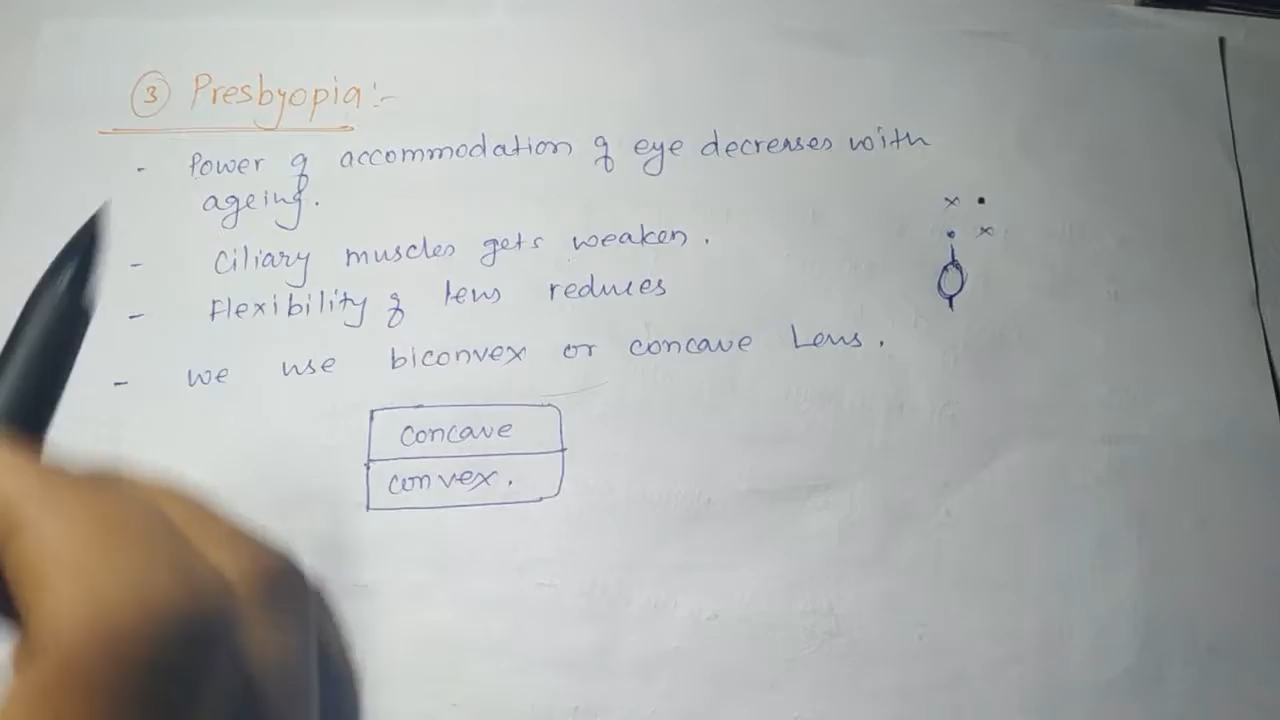 ③ Presbyopia:-
- Power of accommodation of eye decreases with
ageing.
- Ciliary muscles gets weaken.
- Flexibility of lens reduces
- We use biconvex or concave Lens.
Concave
convex.